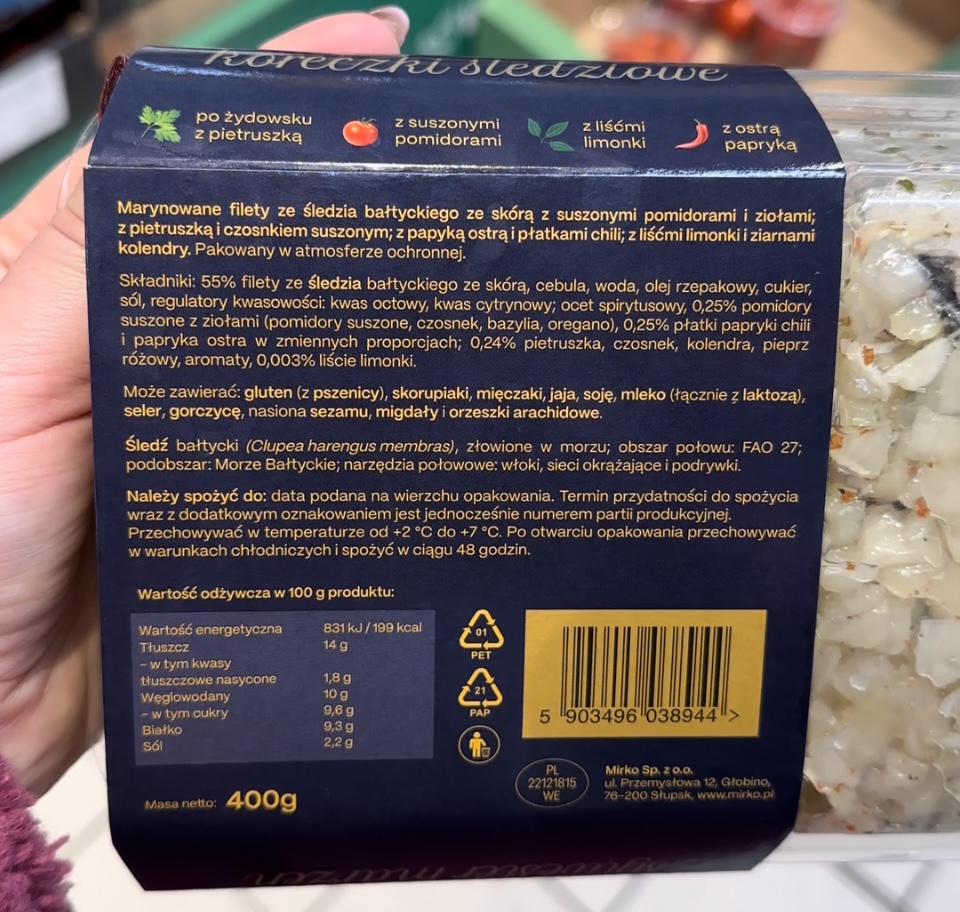 koreczki śledziowe
po żydowsku
z pietruszką
z suszonymi
pomidorami
z liśćmi
limonki
z ostrą
papryką
Marynowane filety ze śledzia bałtyckiego ze skórą z suszonymi pomidorami i ziołami;
z pietruszką i czosnkiem suszonym; z papyką ostrą i płatkami chili; z liśćmi limonki i ziarnami
kolendry. Pakowany w atmosferze ochronnej.
Składniki: 55% filety ze śledzia bałtyckiego ze skórą, cebula, woda, olej rzepakowy, cukier,
sól, regulatory kwasowości: kwas octowy, kwas cytrynowy; ocet spirytusowy, 0,25% pomidory
suszone z ziołami (pomidory suszone, czosnek, bazylia, oregano), 0,25% płatki papryki chili
i papryka ostra w zmiennych proporcjach; 0,24% pietruszka, czosnek, kolendra, pieprz
różowy, aromaty, 0,003% liście limonki.
Może zawierać: gluten (z pszenicy), skorupiaki, mięczaki, jaja, soję, mleko (łącznie z laktozą),
seler, gorczycę, nasiona sezamu, migdały i orzeszki arachidowe.
Śledź bałtycki (Clupea harengus membras), złowione w morzu; obszar połowu: FAO 27;
podobszar: Morze Bałtyckie; narzędzia połowowe: włoki, sieci okrążające i podrywki.
Należy spożyć do: data podana na wierzchu opakowania. Termin przydatności do spożycia
wraz z dodatkowym oznakowaniem jest jednocześnie numerem partii produkcyjnej.
Przechowywać w temperaturze od +2 °C do +7 °C. Po otwarciu opakowania przechowywać
w warunkach chłodniczych i spożyć w ciągu 48 godzin.
Wartość odżywcza w 100 g produktu:
Wartość energetyczna 831 kJ / 199 kcal
Tłuszcz 14 g
- w tym kwasy
tłuszczowe nasycone 1,8 g
Węglowodany 10 g
- w tym cukry 9,6 g
Białko 9,3 g
Sól 2,2 g
01
PET
21
PAP
5 903496 038944 >
PL
22121815
WE
Mirko Sp. z o.o.
ul. Przemysłowa 12, Głobino,
76-200 Słupsk, www.mirko.pl
Masa netto: 400g